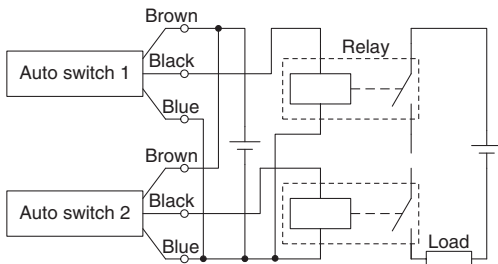 Brown
Auto switch 1
Black
Blue
Relay
Brown
Auto switch 2
Black
Blue
Load